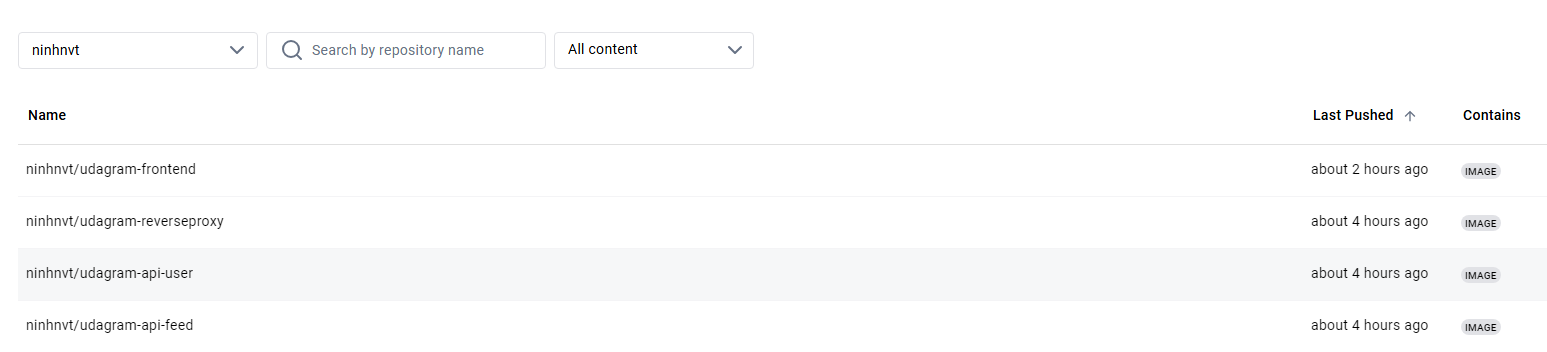 ninhnvt Search by repository name All content
Name Last Pushed Contains
ninhnvt/udagram-frontend about 2 hours ago IMAGE
ninhnvt/udagram-reverseproxy about 4 hours ago IMAGE
ninhnvt/udagram-api-user about 4 hours ago IMAGE
ninhnvt/udagram-api-feed about 4 hours ago IMAGE